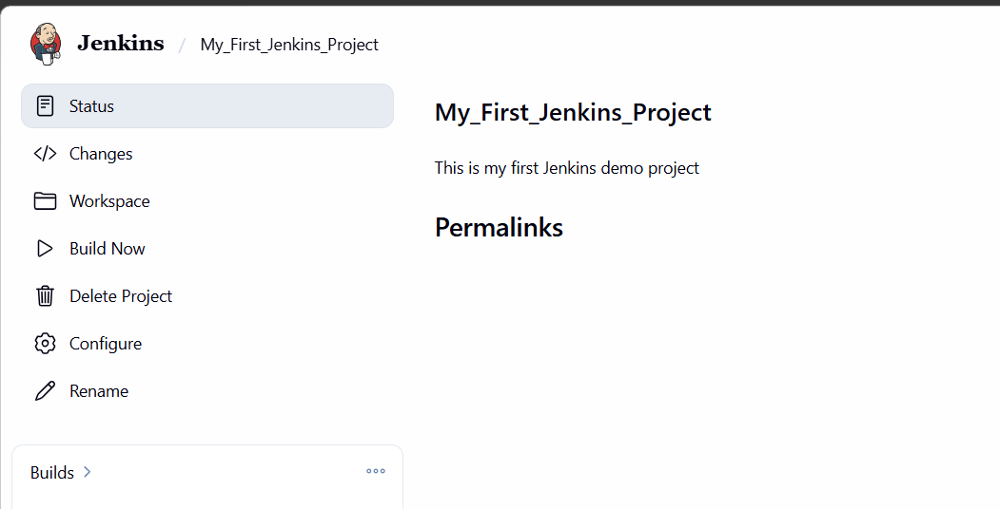 Jenkins / My_First_Jenkins_Project
Status
Changes
Workspace
Build Now
Delete Project
Configure
Rename
Builds
My_First_Jenkins_Project
This is my first Jenkins demo project
Permalinks